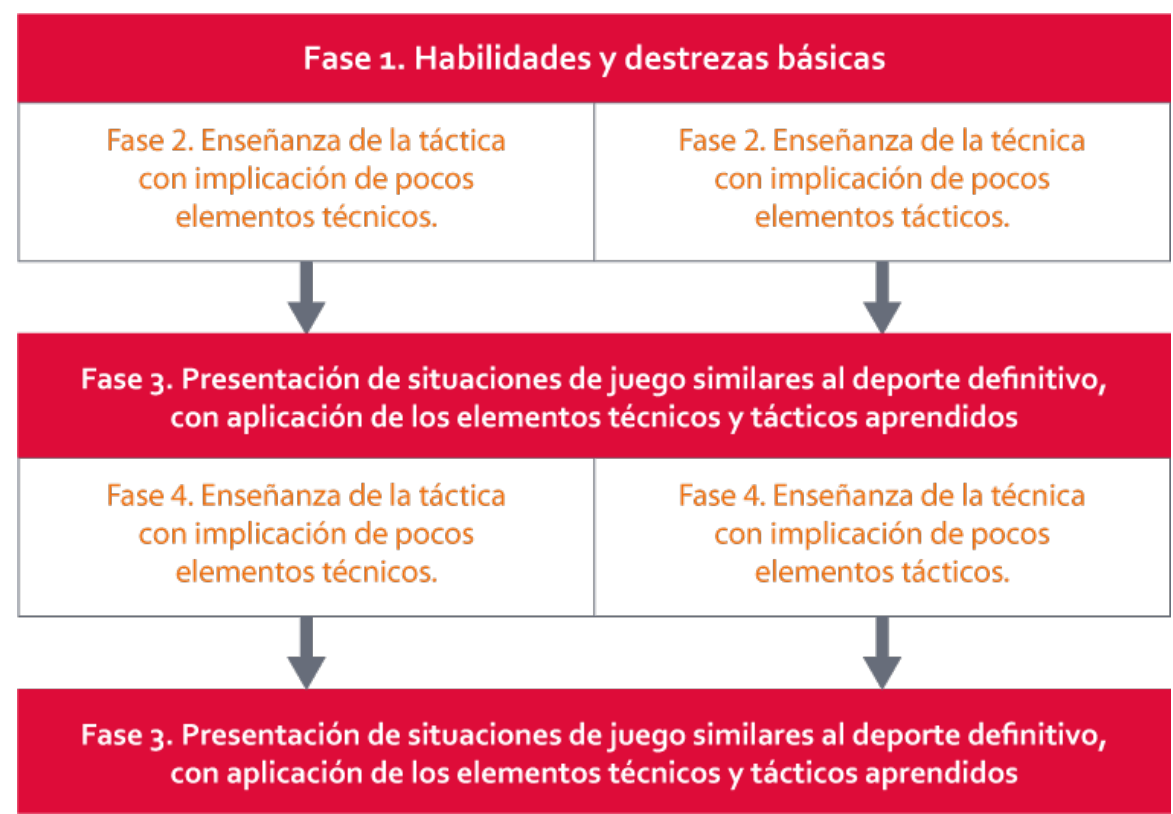 Fase 1. Habilidades y destrezas básicas
Fase 2. Enseñanza de la táctica
con implicación de pocos
elementos técnicos.
Fase 2. Enseñanza de la técnica
con implicación de pocos
elementos tácticos.
Fase 3. Presentación de situaciones de juego similares al deporte definitivo,
con aplicación de los elementos técnicos y tácticos aprendidos
Fase 4. Enseñanza de la táctica
con implicación de pocos
elementos técnicos.
Fase 4. Enseñanza de la técnica
con implicación de pocos
elementos tácticos.
Fase 3. Presentación de situaciones de juego similares al deporte definitivo,
con aplicación de los elementos técnicos y tácticos aprendidos